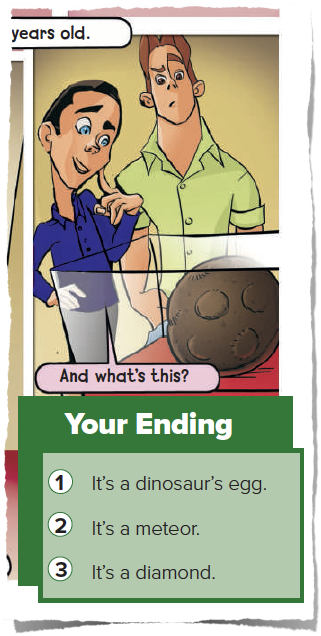 years old.
And what's this?
Your Ending
1 It's a dinosaur's egg.
2 It's a meteor.
3 It's a diamond.